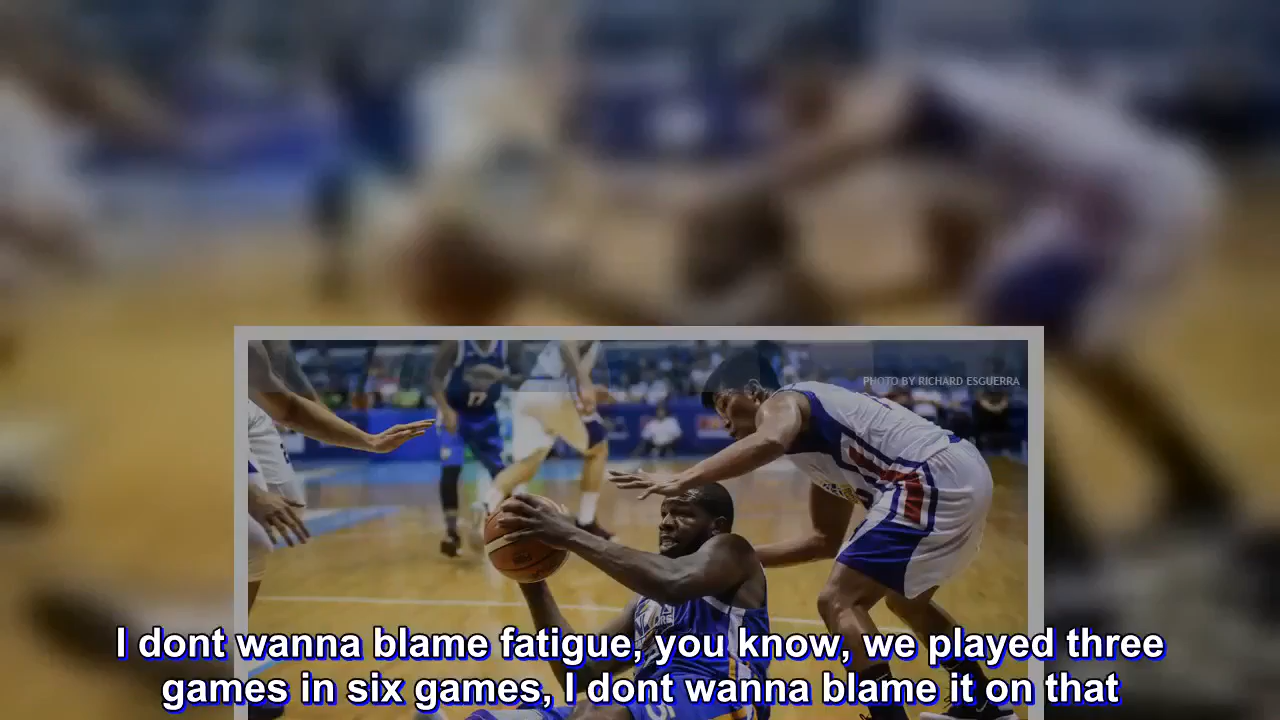 PHOTO BY RICHARD ESGUERRA
17
I dont wanna blame fatigue, you know, we played three
games in six games, I dont wanna blame it on that